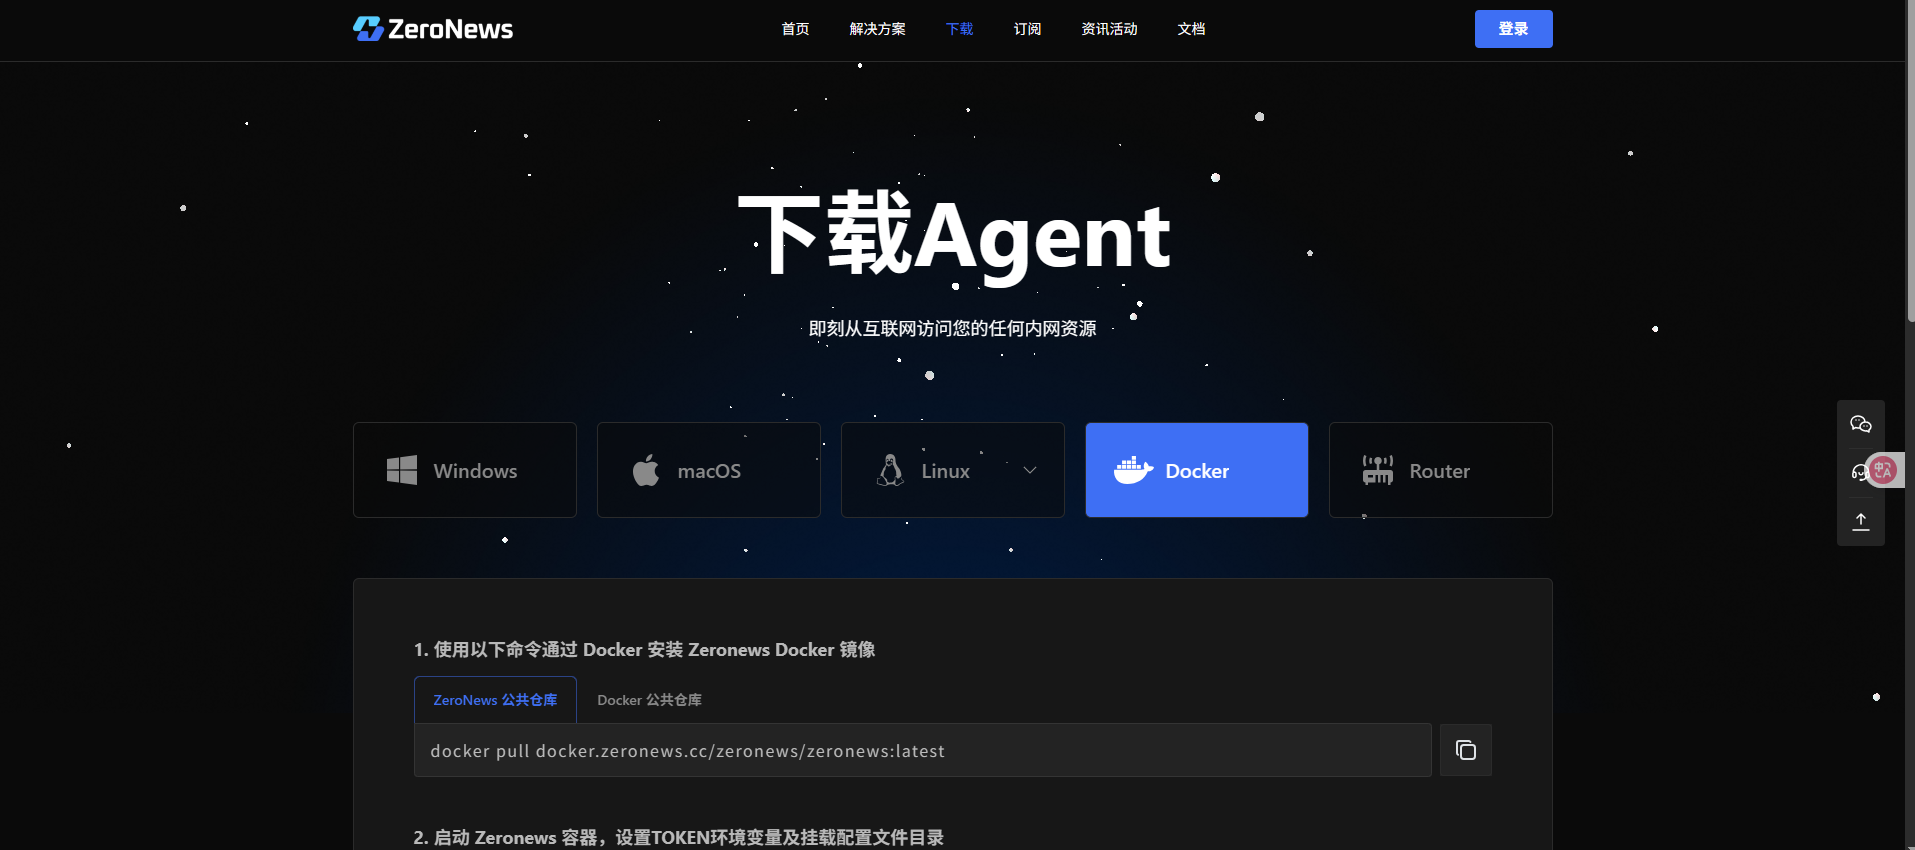 ZeroNews
首页 解决方案 下载 订阅 资讯活动 文档 登录
下载Agent
即刻从互联网访问您的任何内网资源
Windows macOS Linux Docker Router
中A
1. 使用以下命令通过 Docker 安装 Zeronews Docker 镜像
ZeroNews 公共仓库 Docker 公共仓库
docker pull docker.zeronews.cc/zeronews/zeronews:latest
2. 启动 Zeronews 容器，设置TOKEN环境变量及挂载配置文件目录